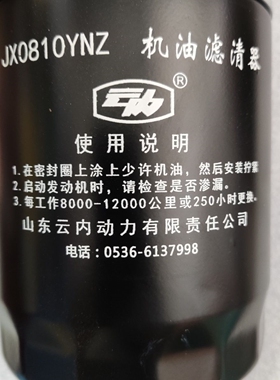 JX0810YNZ 机油滤清器
云内
®
使用说明
1. 在密封圈上涂上少许机油，然后安装拧紧
2. 启动发动机时，请检查是否渗漏。
3. 每工作8000-12000公里或250小时更换。
山东云内动力有限责任公司
电话：0536-6137998